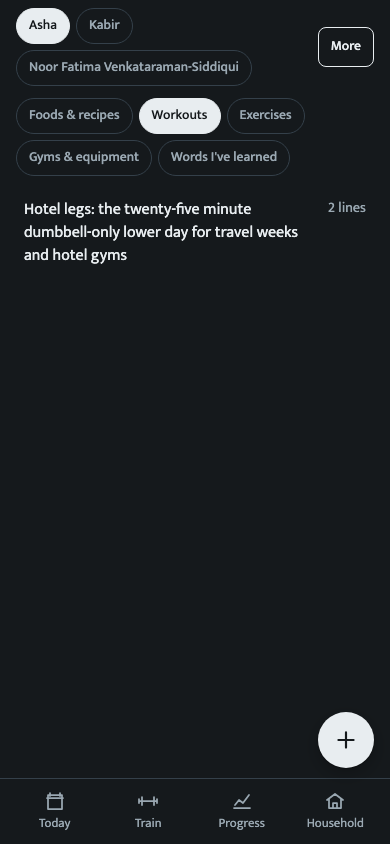 Asha
Kabir
More
Noor Fatima Venkataraman-Siddiqui
Foods & recipes
Workouts
Exercises
Gyms & equipment
Words I've learned
Hotel legs: the twenty-five minute
dumbbell-only lower day for travel weeks
and hotel gyms
2 lines
Today
Train
Progress
Household